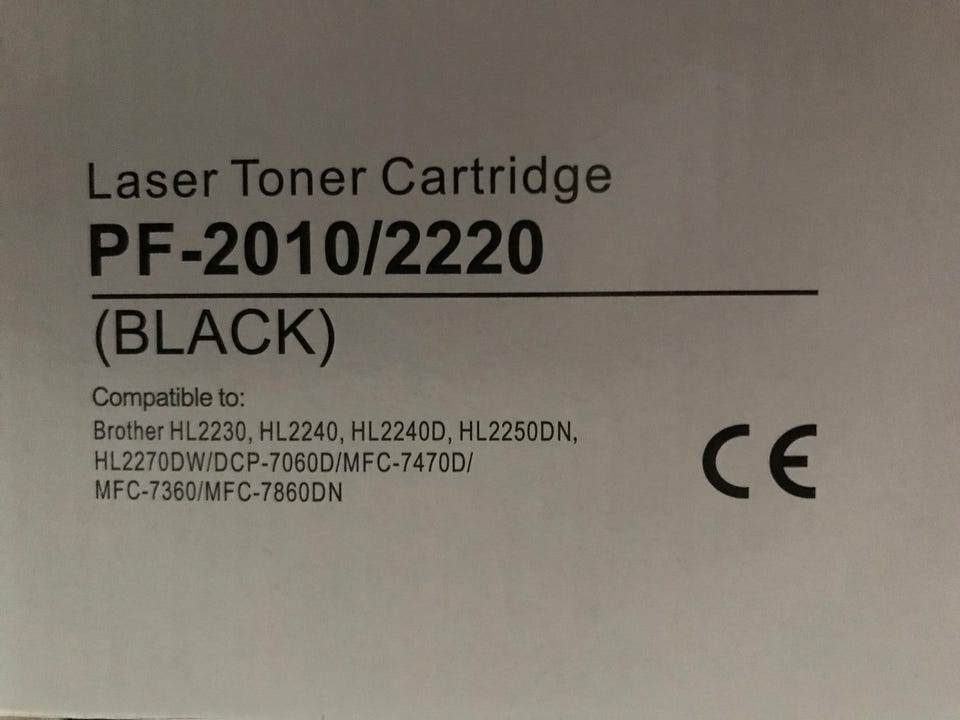 Laser Toner Cartridge
PF-2010/2220
(BLACK)
Compatible to:
Brother HL2230, HL2240, HL2240D, HL2250DN,
HL2270DW/DCP-7060D/MFC-7470D/
MFC-7360/MFC-7860DN
CE